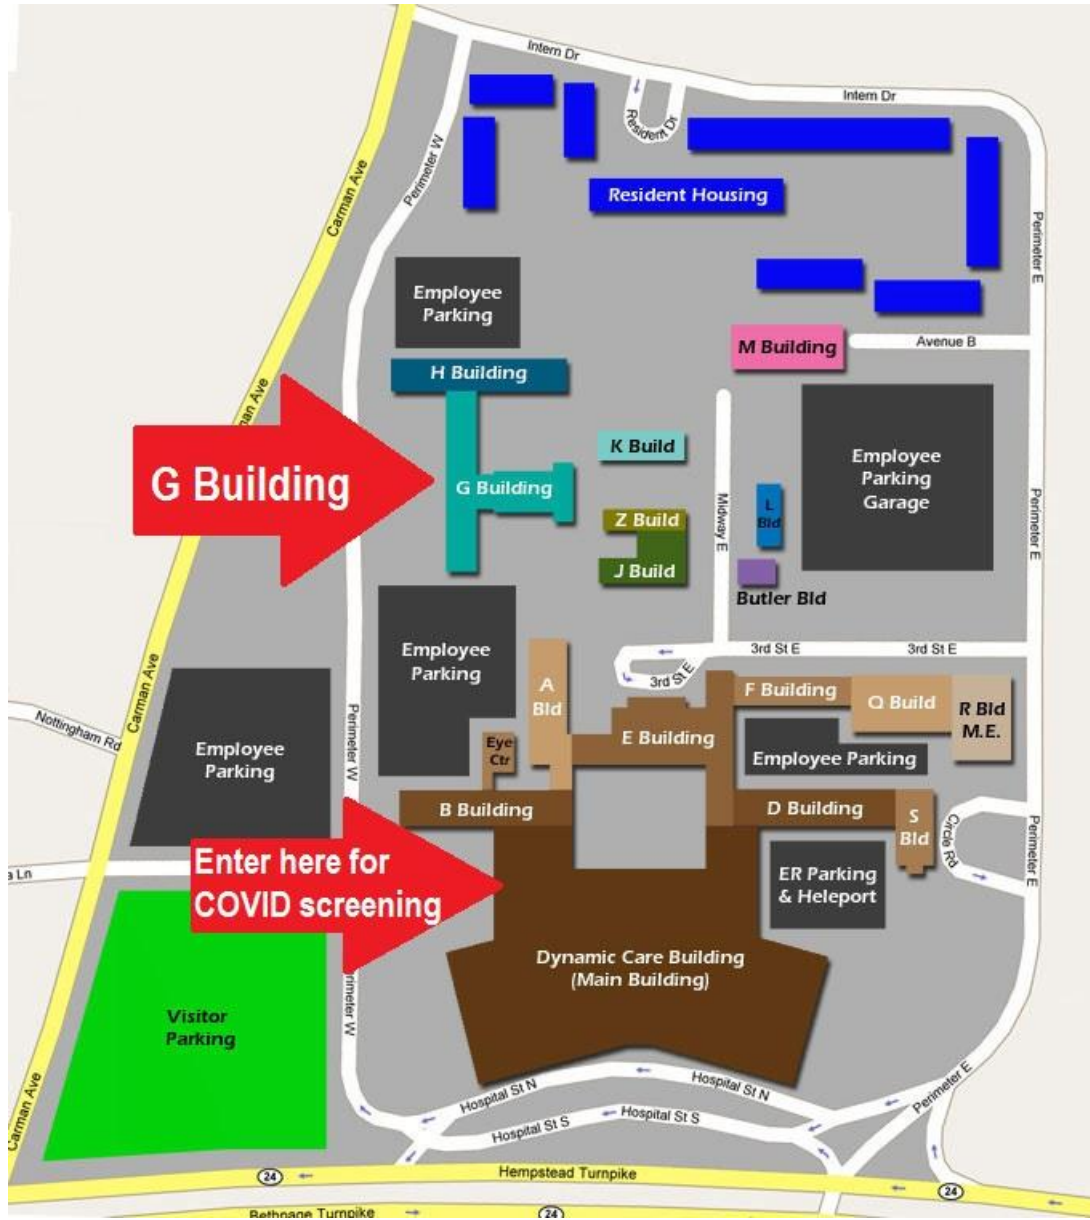 Intern Dr
Intern Dr
Resident Dr
Carman Ave
Perimeter W
Resident Housing
Perimeter E
Employee
Parking
M Building
Avenue B
H Building
man Ave
G Building
K Build
G Building
Employee
Parking
Garage
Perimeter E
Midway E
L
Bld
Z Build
J Build
Butler Bld
3rd St E
3rd St E
3rd St E
Employee
Parking
A
Bld
F Building
Q Build
R Bld
M.E.
Carman Ave
Nottingham Rd
Employee
Parking
Perimeter W
Eye
Ctr
E Building
Employee Parking
B Building
D Building
S
Bld
Circle Rd
Perimeter E
Enter here for
COVID screening
a Ln
ER Parking
& Heleport
Dynamic Care Building
(Main Building)
Visitor
Parking
Perimeter W
Hospital St N
Hospital St N
Perimeter E
Hospital St S
Hospital St S
Carman Ave
24
Hempstead Turnpike
24
Bethpage Turnpike
24